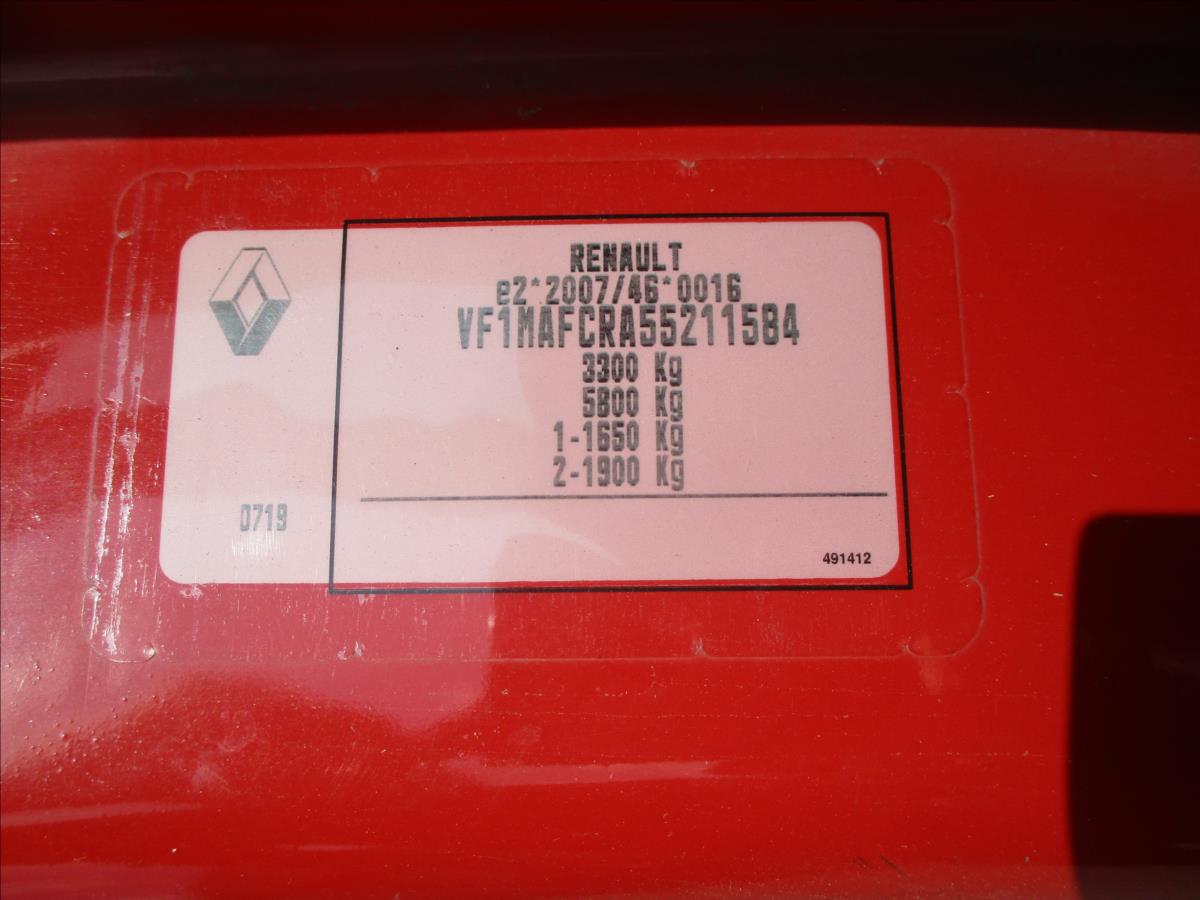 RENAULT
e2*2007/46*0016
VF1MAFCRA55211584
3300 Kg
5800 Kg
1-1650 Kg
2-1900 Kg
0719
491412